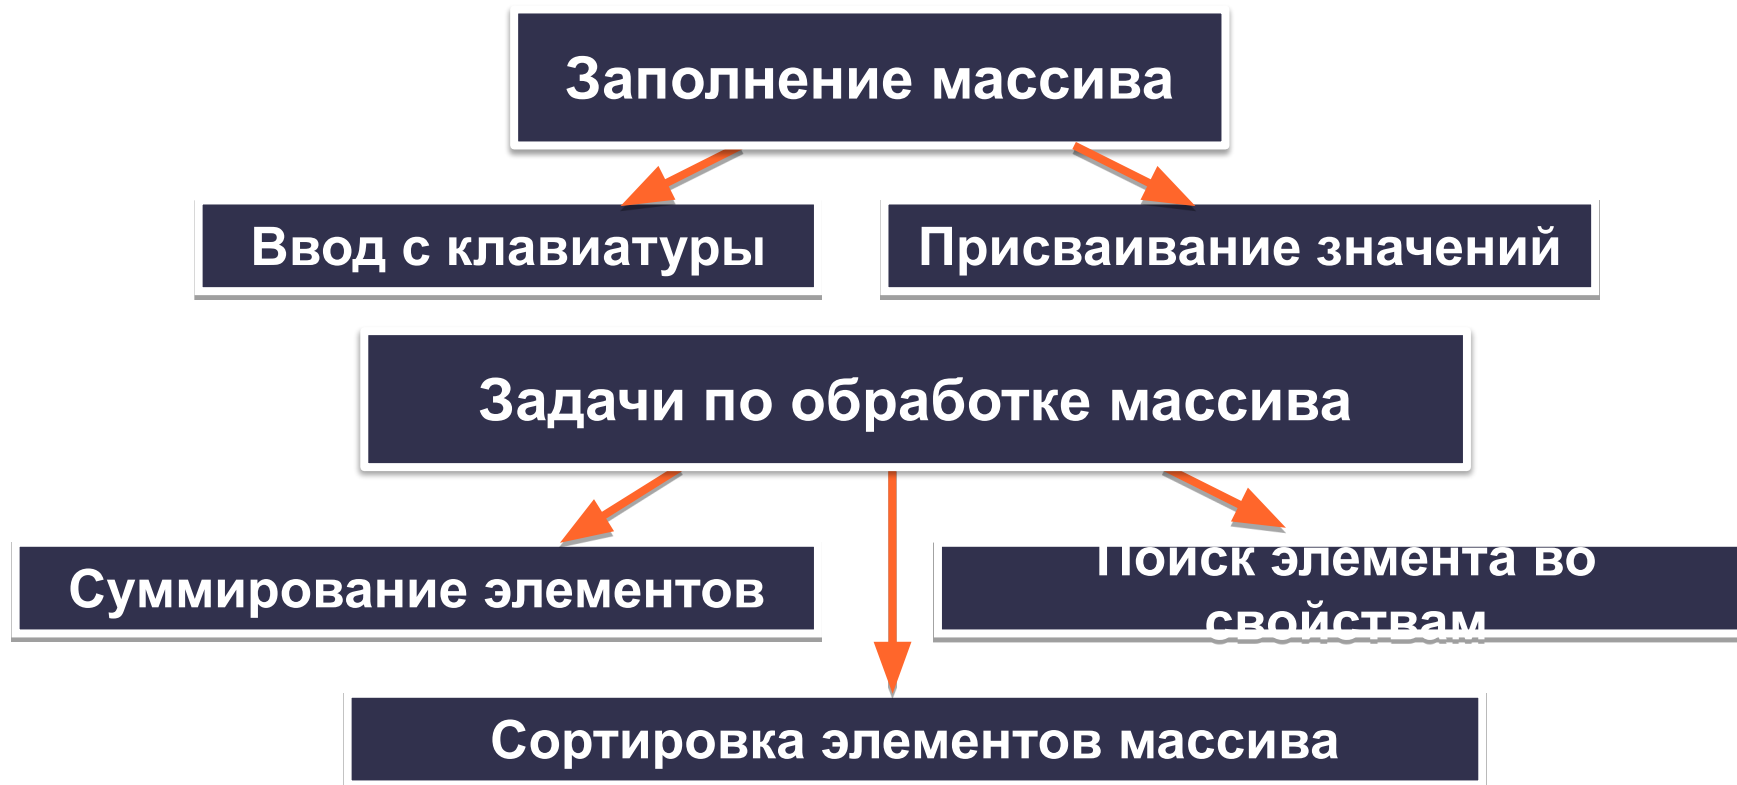 Заполнение массива
Ввод с клавиатуры
Присваивание значений
Задачи по обработке массива
Суммирование элементов
Поиск элемента во
свойствам
Сортировка элементов массива